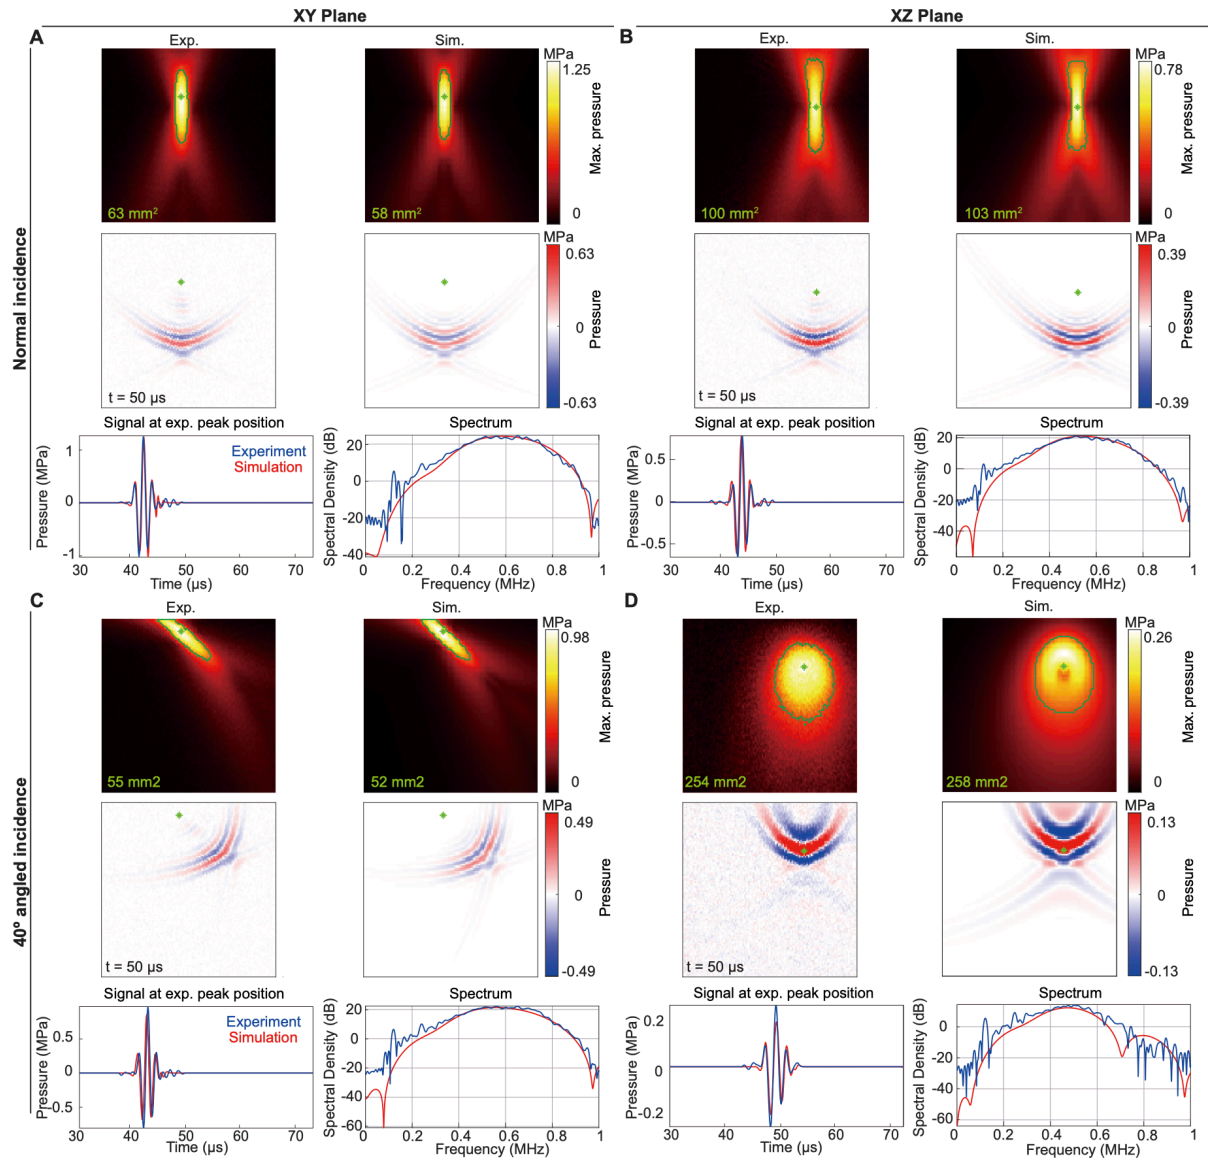 XY Plane
XZ Plane
Normal incidence
40º angled incidence
A
Exp.
Sim.
MPa
1.25
Max. pressure
0
63 mm²
58 mm²
MPa
0.63
0
Pressure
-0.63
t = 50 µs
Signal at exp. peak position
Spectrum
Pressure (MPa)
1
0
-1
Experiment
Simulation
30 40 50 60 70
Time (µs)
Spectral Density (dB)
20
0
-20
-40
0 0.2 0.4 0.6 0.8 1
Frequency (MHz)
B
Exp.
Sim.
MPa
0.78
Max. pressure
0
100 mm²
103 mm²
MPa
0.39
0
Pressure
-0.39
t = 50 µs
Signal at exp. peak position
Spectrum
Pressure (MPa)
0.5
0
-0.5
30 40 50 60 70
Time (µs)
Spectral Density (dB)
20
0
-20
-40
0 0.2 0.4 0.6 0.8 1
Frequency (MHz)
C
Exp.
Sim.
MPa
0.98
Max. pressure
0
55 mm2
52 mm2
MPa
0.49
0
Pressure
-0.49
t = 50 µs
Signal at exp. peak position
Spectrum
Pressure (MPa)
0.5
0
-0.5
Experiment
Simulation
30 40 50 60 70
Time (µs)
Spectral Density (dB)
20
0
-20
-40
-60
0 0.2 0.4 0.6 0.8 1
Frequency (MHz)
D
Exp.
Sim.
MPa
0.26
Max. pressure
0
254 mm2
258 mm2
MPa
0.13
0
Pressure
-0.13
t = 50 µs
Signal at exp. peak position
Spectrum
Pressure (MPa)
0.2
0
-0.2
30 40 50 60 70
Time (µs)
Spectral Density (dB)
0
-20
-40
-60
0 0.2 0.4 0.6 0.8 1
Frequency (MHz)